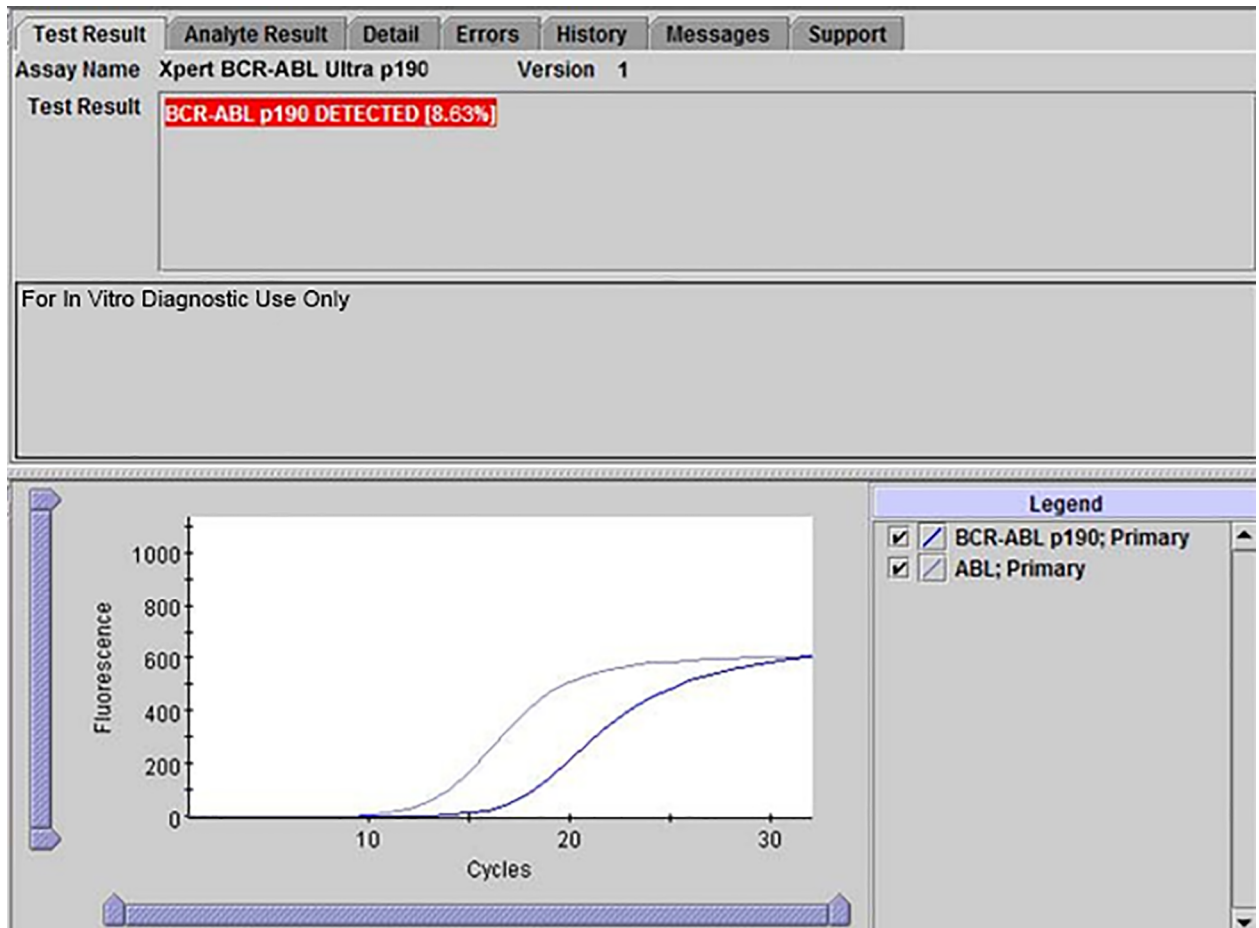 Test Result Analyte Result Detail Errors History Messages Support
Assay Name Xpert BCR-ABL Ultra p190 Version 1
Test Result BCR-ABL p190 DETECTED [8.63%]
For In Vitro Diagnostic Use Only
Legend
BCR-ABL p190; Primary
ABL; Primary
Fluorescence
1000
800
600
400
200
0
10 20 30
Cycles